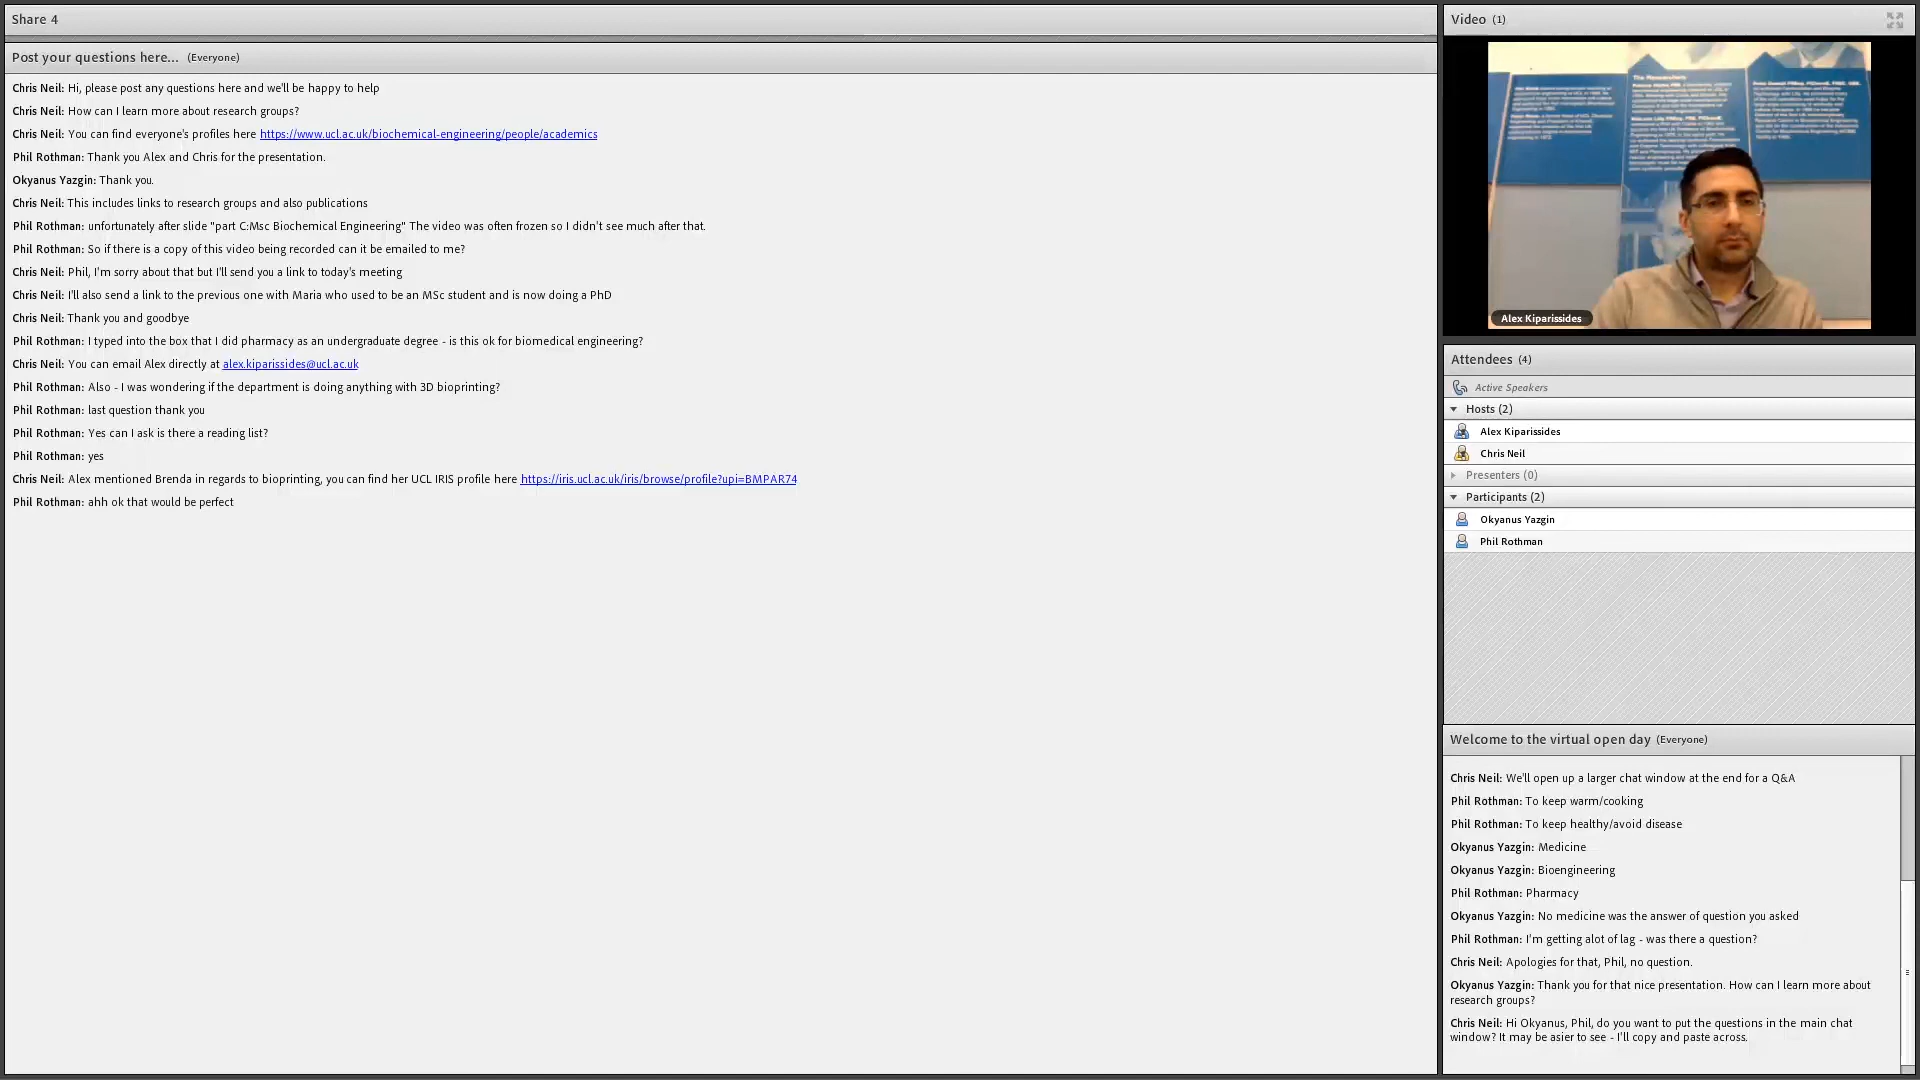 Share 4
Post your questions here... (Everyone)
Chris Neil: Hi, please post any questions here and we'll be happy to help
Chris Neil: How can I learn more about research groups?
Chris Neil: You can find everyone's profiles here https://www.ucl.ac.uk/biochemical-engineering/people/academics
Phil Rothman: Thank you Alex and Chris for the presentation.
Okyanus Yazgin: Thank you.
Chris Neil: This includes links to research groups and also publications
Phil Rothman: unfortunately after slide "part C:Msc Biochemical Engineering" The video was often frozen so I didn't see much after that.
Phil Rothman: So if there is a copy of this video being recorded can it be emailed to me?
Chris Neil: Phil, I'm sorry about that but I'll send you a link to today's meeting
Chris Neil: I'll also send a link to the previous one with Maria who used to be an MSc student and is now doing a PhD
Chris Neil: Thank you and goodbye
Phil Rothman: I typed into the box that I did pharmacy as an undergraduate degree - is this ok for biomedical engineering?
Chris Neil: You can email Alex directly at alex.kiparissides@ucl.ac.uk
Phil Rothman: Also - I was wondering if the department is doing anything with 3D bioprinting?
Phil Rothman: last question thank you
Phil Rothman: Yes can I ask is there a reading list?
Phil Rothman: yes
Chris Neil: Alex mentioned Brenda in regards to bioprinting, you can find her UCL IRIS profile here https://iris.ucl.ac.uk/iris/browse/profile?upi=BMPAR74
Phil Rothman: ahh ok that would be perfect
Video (1)
The Researchers
Alex Kiparissides
Attendees (4)
Active Speakers
Hosts (2)
Alex Kiparissides
Chris Neil
Presenters (0)
Participants (2)
Okyanus Yazgin
Phil Rothman
Welcome to the virtual open day (Everyone)
Chris Neil: We'll open up a larger chat window at the end for a Q&A
Phil Rothman: To keep warm/cooking
Phil Rothman: To keep healthy/avoid disease
Okyanus Yazgin: Medicine
Okyanus Yazgin: Bioengineering
Phil Rothman: Pharmacy
Okyanus Yazgin: No medicine was the answer of question you asked
Phil Rothman: I'm getting alot of lag - was there a question?
Chris Neil: Apologies for that, Phil, no question.
Okyanus Yazgin: Thank you for that nice presentation. How can I learn more about
research groups?
Chris Neil: Hi Okyanus, Phil, do you want to put the questions in the main chat
window? It may be asier to see - I'll copy and paste across.